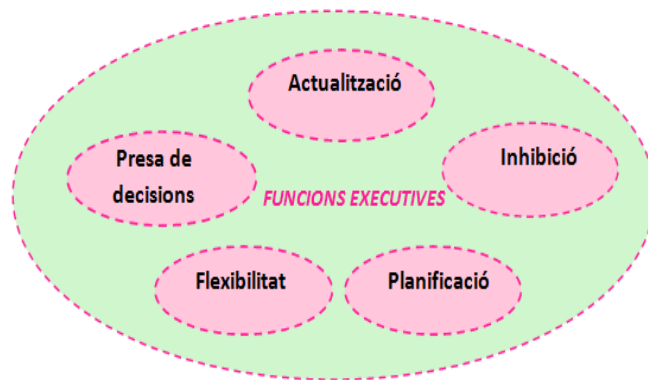 Actualització
Presa de
decisions
Inhibició
FUNCIONS EXECUTIVES
Flexibilitat
Planificació